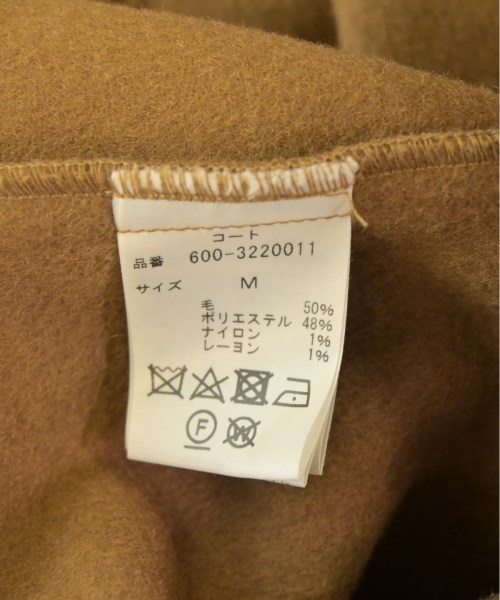 コート
品番 600-3220011
サイズ M
毛 50%
ポリエステル 48%
ナイロン 1%
レーヨン 1%
F W